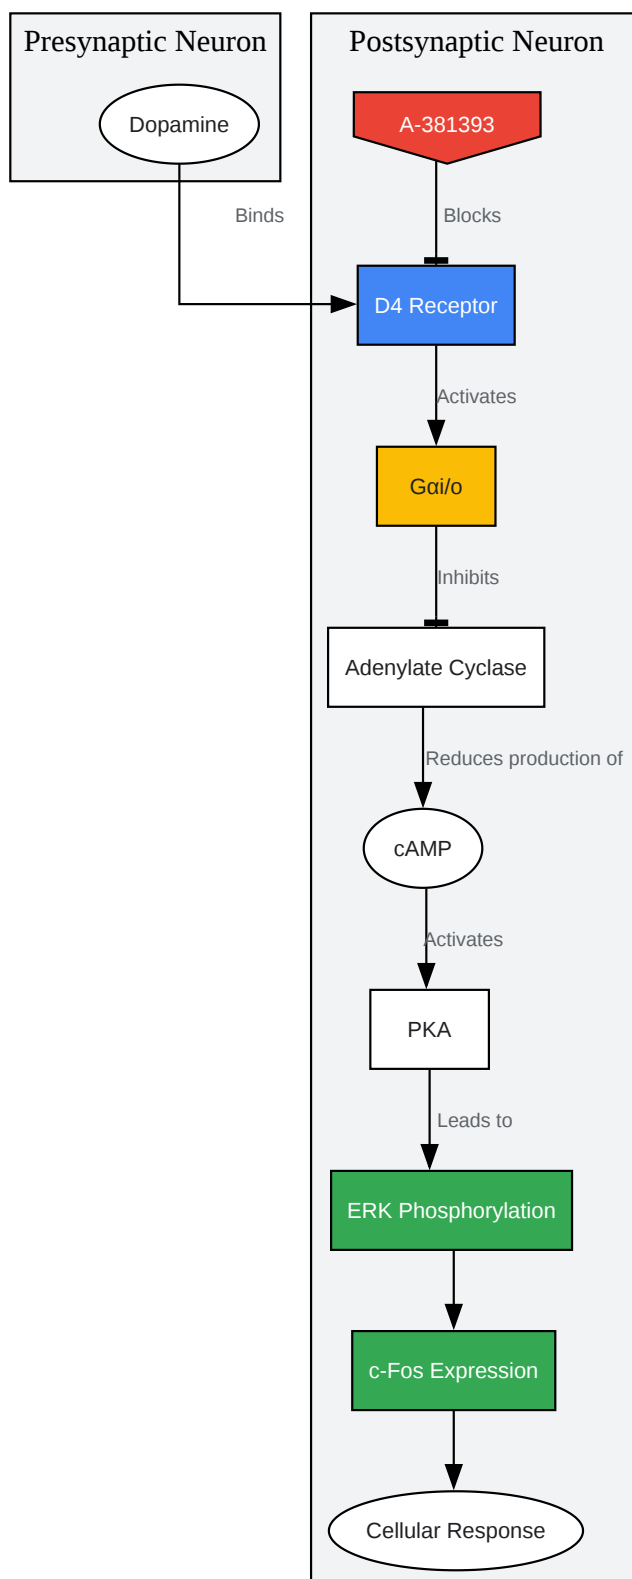 Presynaptic Neuron
Postsynaptic Neuron
Dopamine
A-381393
Binds
Blocks
D4 Receptor
Activates
Gαi/o
Inhibits
Adenylate Cyclase
Reduces production of
cAMP
Activates
PKA
Leads to
ERK Phosphorylation
c-Fos Expression
Cellular Response